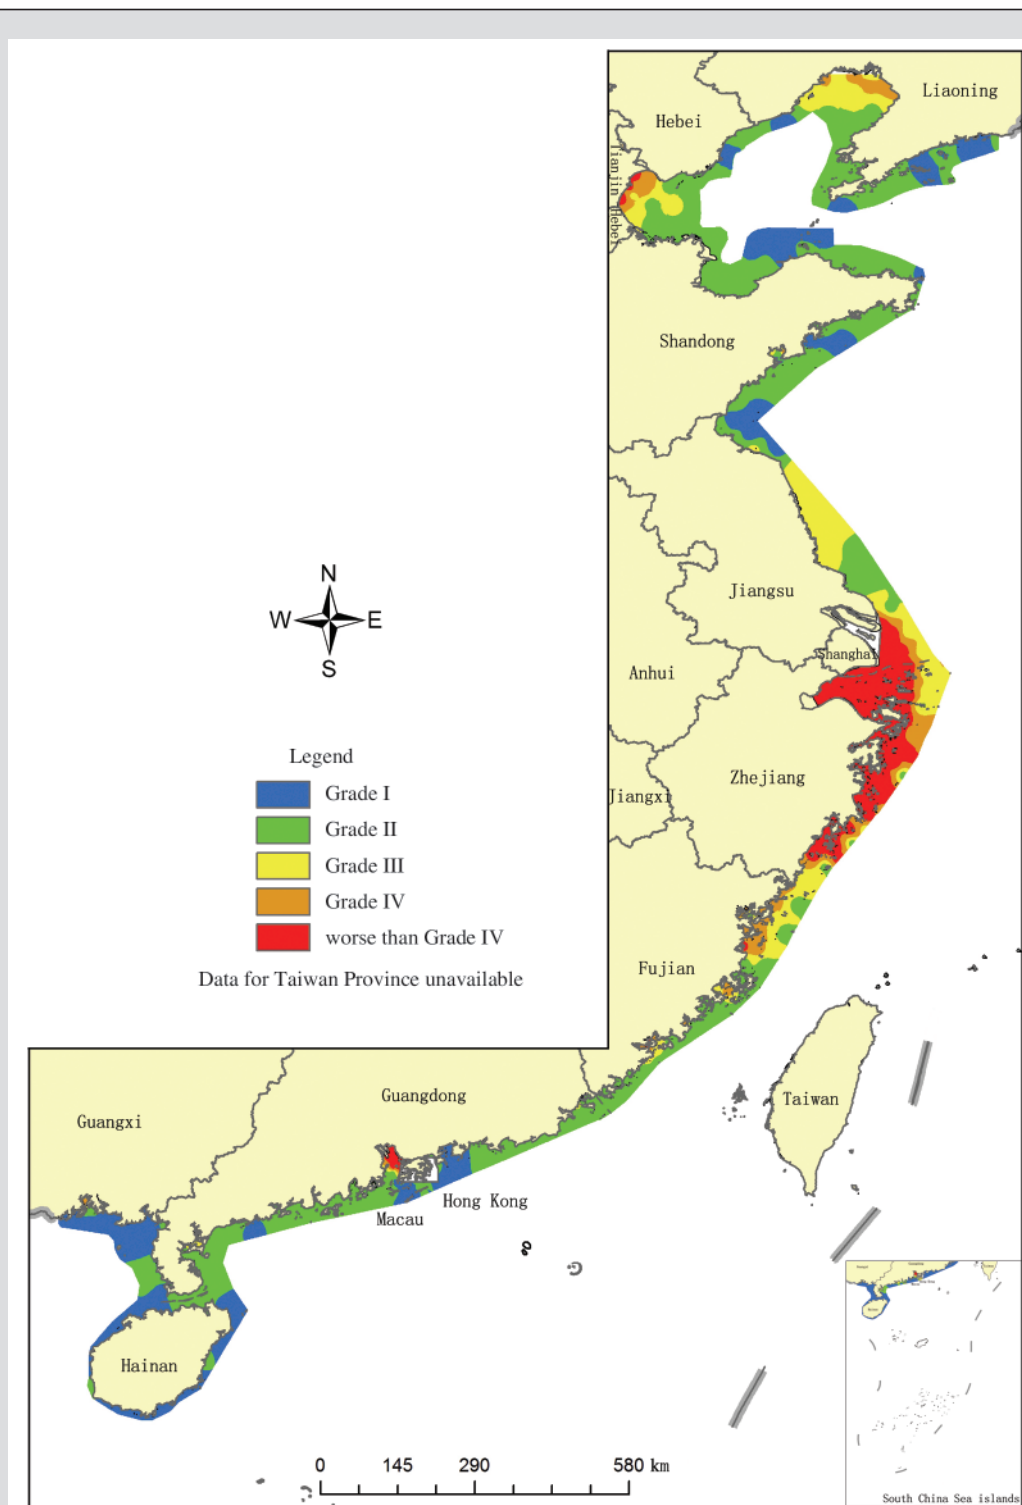 Liaoning
Hebei
Tianjin
Hebei
Shandong
Jiangsu
Shanghai
Anhui
Zhejiang
Jiangxi
Fujian
N
W
E
S
Legend
Grade I
Grade II
Grade III
Grade IV
worse than Grade IV
Data for Taiwan Province unavailable
Guangdong
Guangxi
Taiwan
Hong Kong
Macau
Hainan
0 145 290 580 km
South China Sea islands